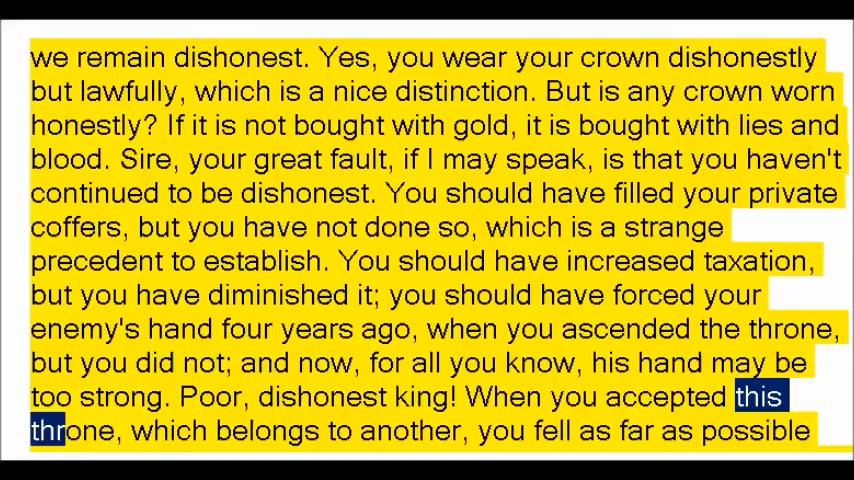 we remain dishonest. Yes, you wear your crown dishonestly
but lawfully, which is a nice distinction. But is any crown worn
honestly? If it is not bought with gold, it is bought with lies and
blood. Sire, your great fault, if I may speak, is that you haven't
continued to be dishonest. You should have filled your private
coffers, but you have not done so, which is a strange
precedent to establish. You should have increased taxation,
but you have diminished it; you should have forced your
enemy's hand four years ago, when you ascended the throne,
but you did not; and now, for all you know, his hand may be
too strong. Poor, dishonest king! When you accepted this
throne, which belongs to another, you fell as far as possible